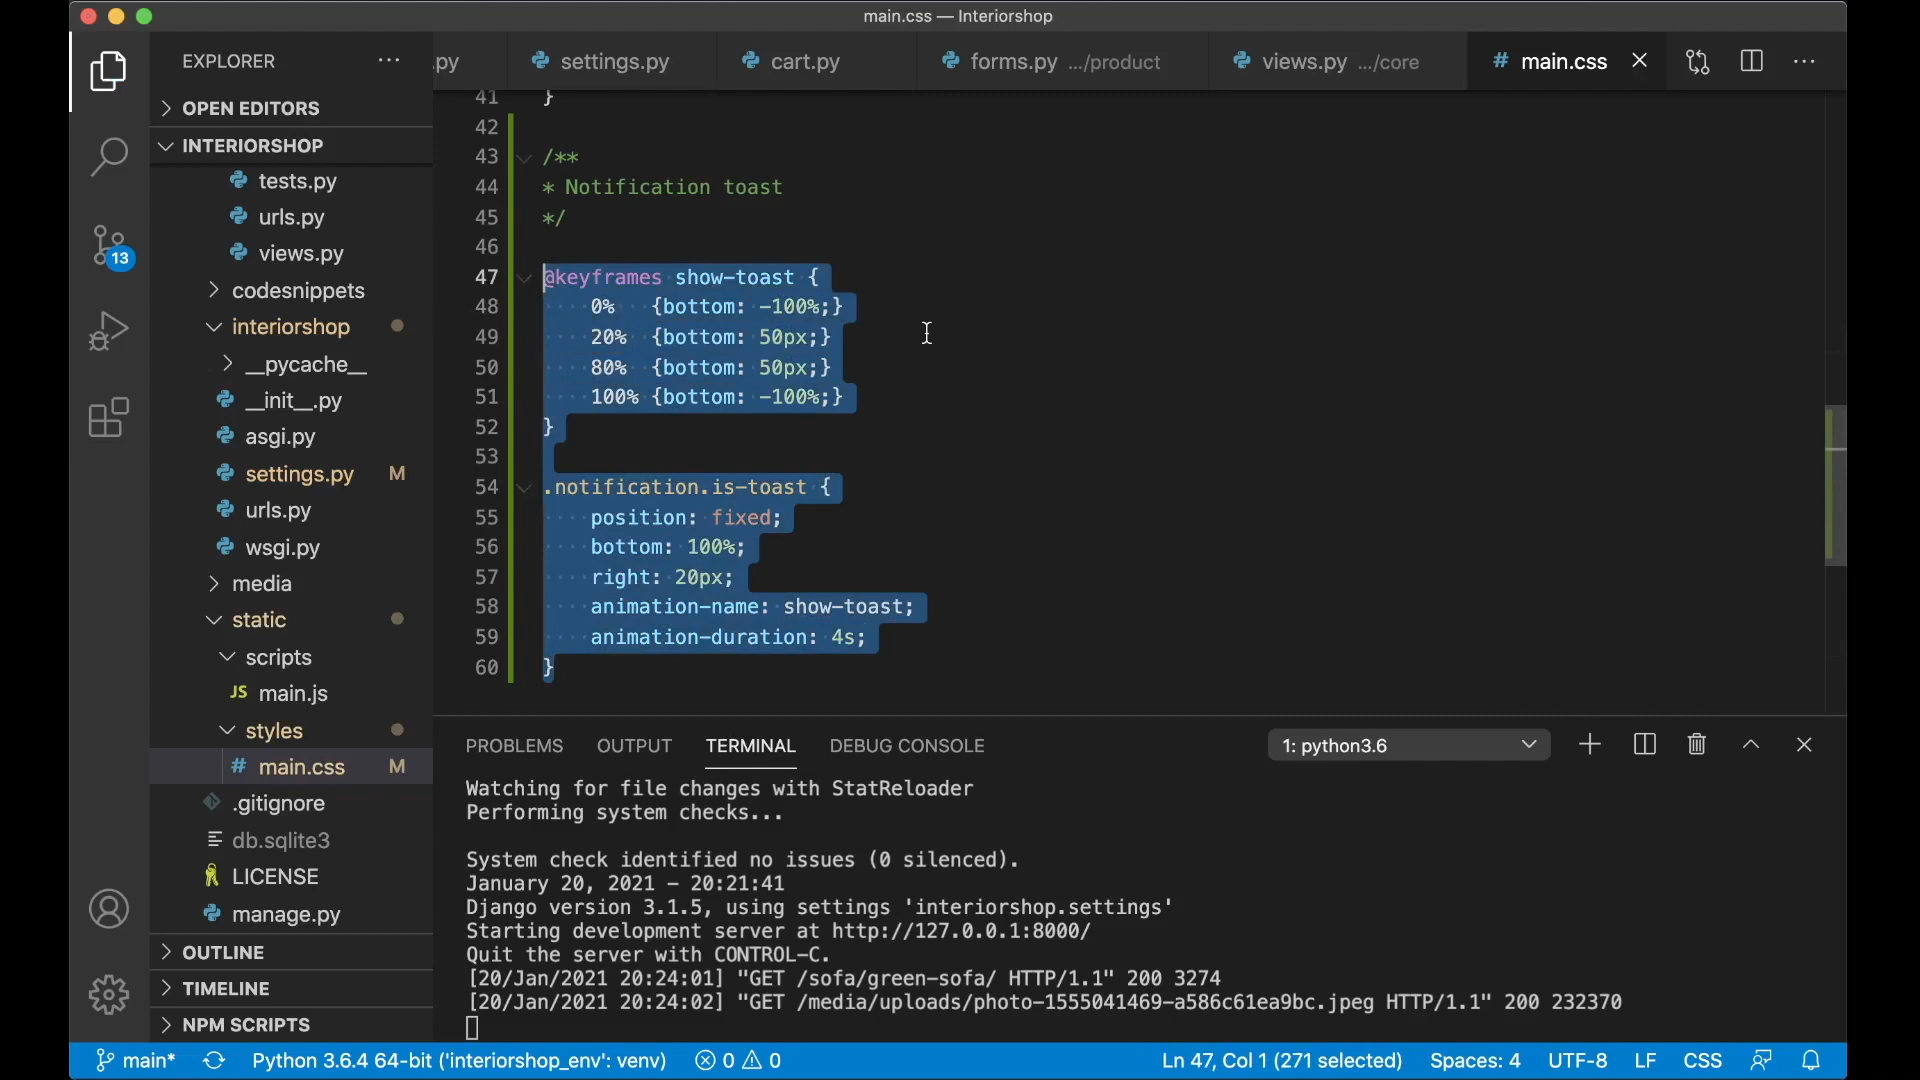 main.css — Interiorshop
EXPLORER
.py
settings.py
cart.py
forms.py .../product
views.py .../core
# main.css
OPEN EDITORS
INTERIORSHOP
tests.py
urls.py
views.py
codesnippets
interiorshop
__pycache__
__init__.py
asgi.py
settings.py M
urls.py
wsgi.py
media
static
scripts
JS main.js
styles
# main.css M
.gitignore
db.sqlite3
LICENSE
manage.py
OUTLINE
TIMELINE
NPM SCRIPTS
13
41 }
42
43 /**
44 * Notification toast
45 */
46
47 @keyframes show-toast {
48 0% {bottom: -100%;}
49 20% {bottom: 50px;}
50 80% {bottom: 50px;}
51 100% {bottom: -100%;}
52 }
53
54 .notification.is-toast {
55 position: fixed;
56 bottom: 100%;
57 right: 20px;
58 animation-name: show-toast;
59 animation-duration: 4s;
60 }
PROBLEMS OUTPUT TERMINAL DEBUG CONSOLE
1: python3.6
Watching for file changes with StatReloader
Performing system checks...
System check identified no issues (0 silenced).
January 20, 2021 - 20:21:41
Django version 3.1.5, using settings 'interiorshop.settings'
Starting development server at http://127.0.0.1:8000/
Quit the server with CONTROL-C.
[20/Jan/2021 20:24:01] "GET /sofa/green-sofa/ HTTP/1.1" 200 3274
[20/Jan/2021 20:24:02] "GET /media/uploads/photo-1555041469-a586c61ea9bc.jpeg HTTP/1.1" 200 232370
main* Python 3.6.4 64-bit ('interiorshop_env': venv) 0 0 Ln 47, Col 1 (271 selected) Spaces: 4 UTF-8 LF CSS